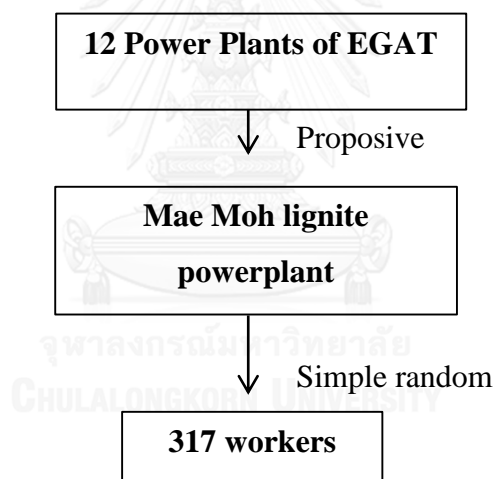 12 Power Plants of EGAT
Proposive
Mae Moh lignite
powerplant
จุฬาลงกรณ์มหาวิทยาลัย
Simple random
CHULALONGKORN UNIVERSITY
317 workers